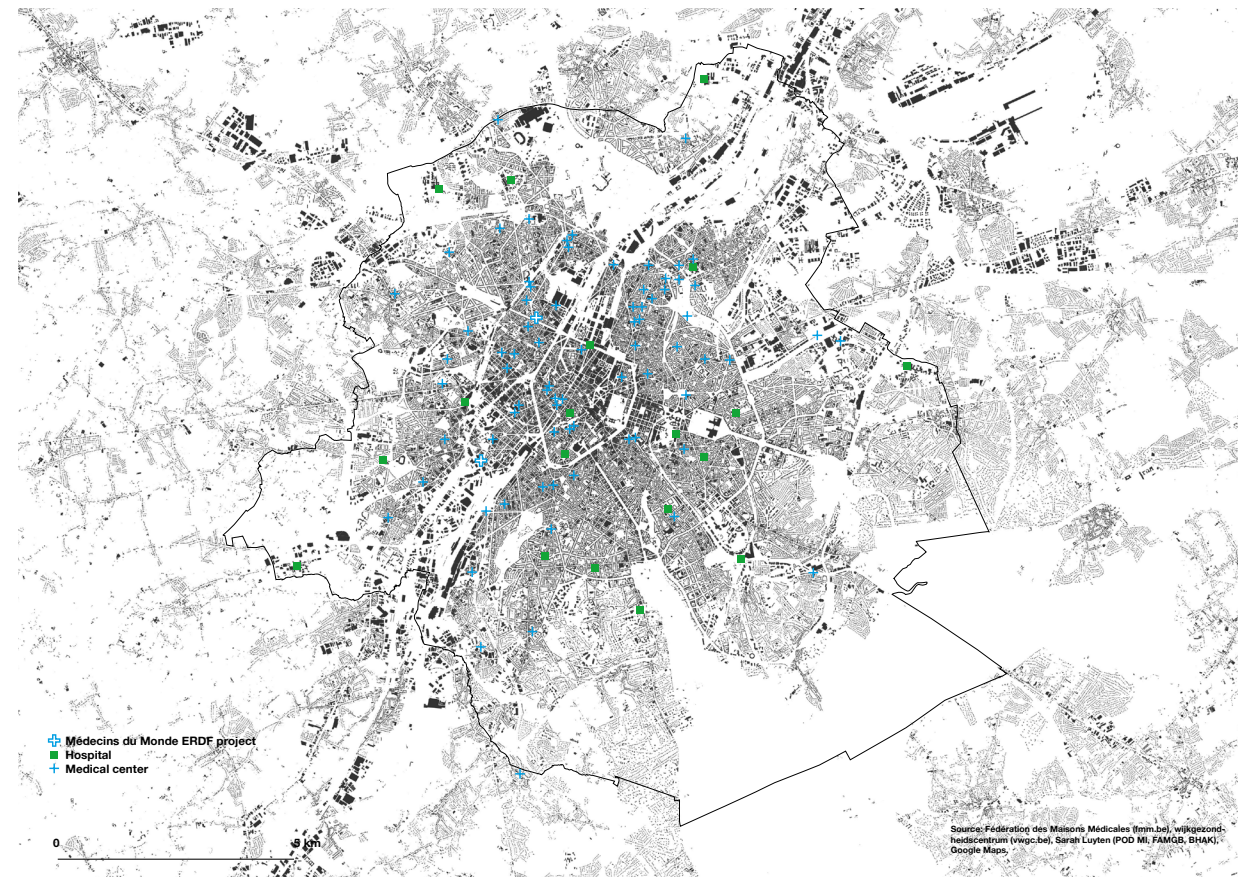 Médecins du Monde ERDF project
Hospital
Medical center
0 5 km
Source: Fédération des Maisons Médicales (fmm.be), wijkgezond-
heidscentrum (vwgc.be), Sarah Luyten (POD MI, FAMGB, BHAK),
Google Maps.